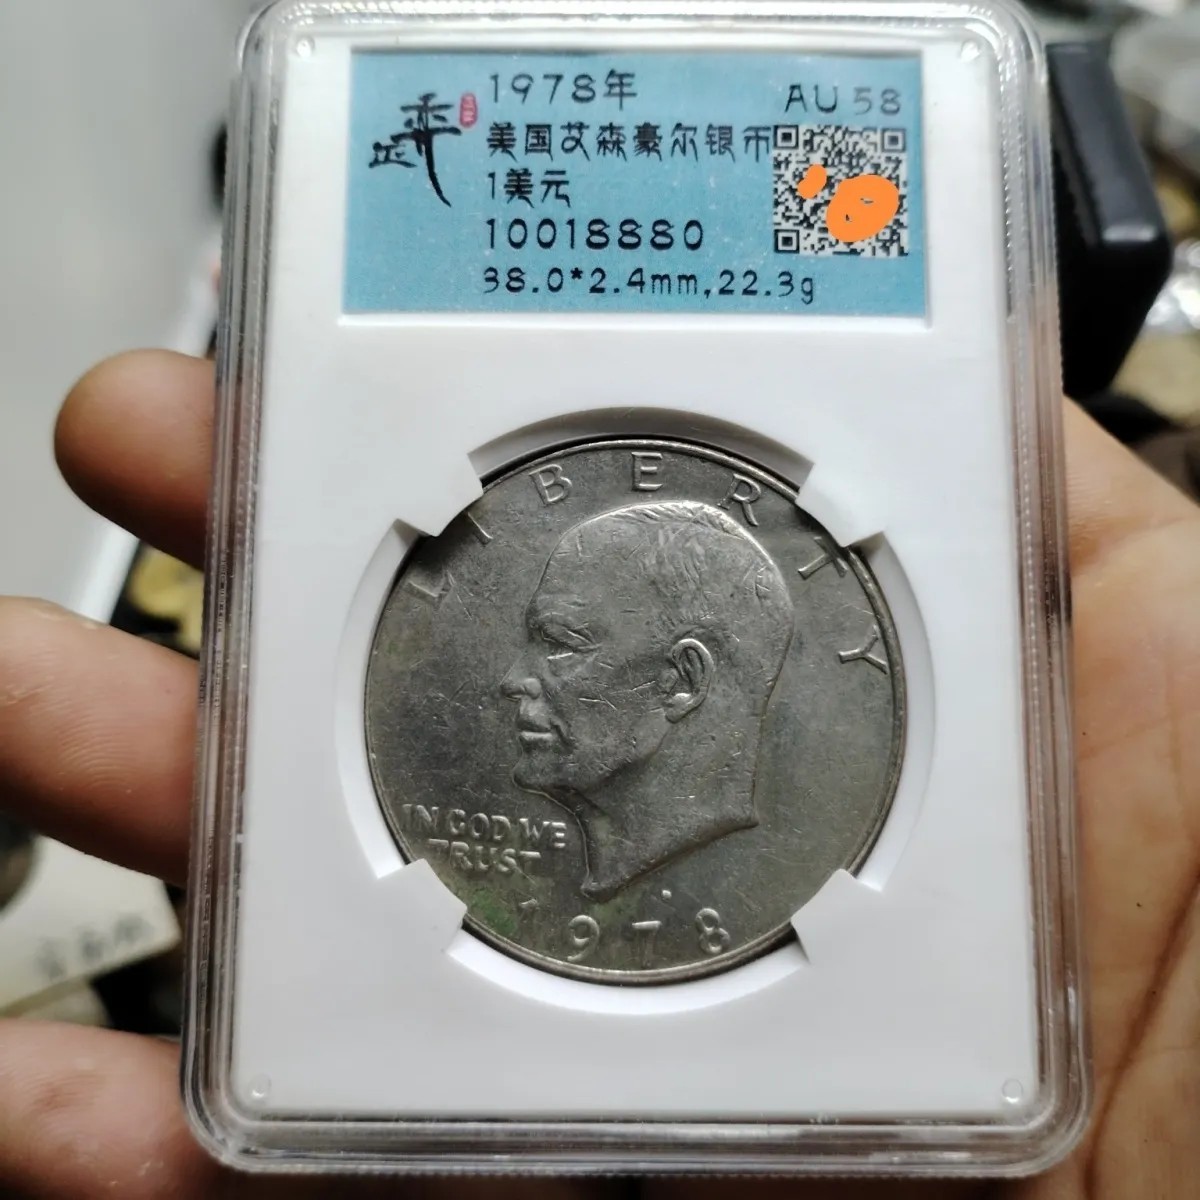 1978年
AU 58
美国艾森豪尔银币
1美元
10018880
38.0*2.4mm,22.3g
LIBERTY
IN GOD WE
TRUST
1978